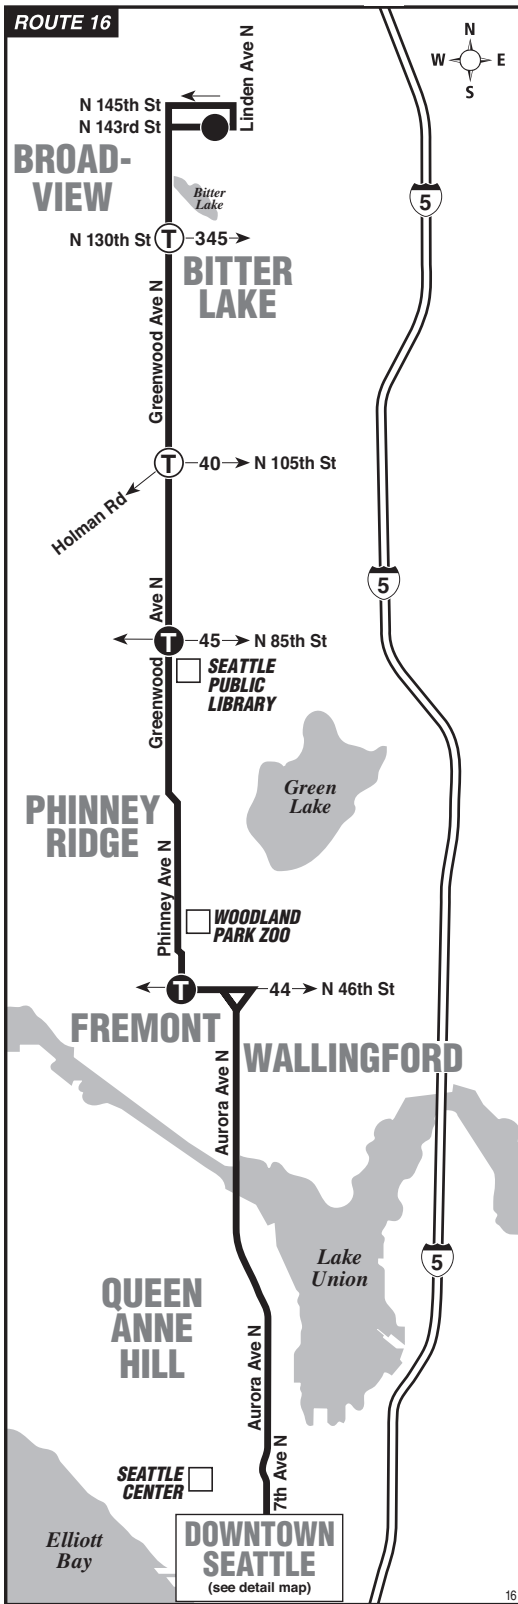 ROUTE 16
N
W E
S
Linden Ave N
N 145th St
N 143rd St
BROAD-
VIEW
Bitter
Lake
5
N 130th St T 345
BITTER
LAKE
Greenwood Ave N
T 40 N 105th St
Holman Rd
5
Greenwood Ave N
T 45 N 85th St
SEATTLE
PUBLIC
LIBRARY
Green
Lake
PHINNEY
RIDGE
Phinney Ave N
WOODLAND
PARK ZOO
T 44 N 46th St
FREMONT
WALLINGFORD
Aurora Ave N
Lake
Union
5
QUEEN
ANNE
HILL
Aurora Ave N
7th Ave N
SEATTLE
CENTER
Elliott
Bay
DOWNTOWN
SEATTLE
(see detail map)
16